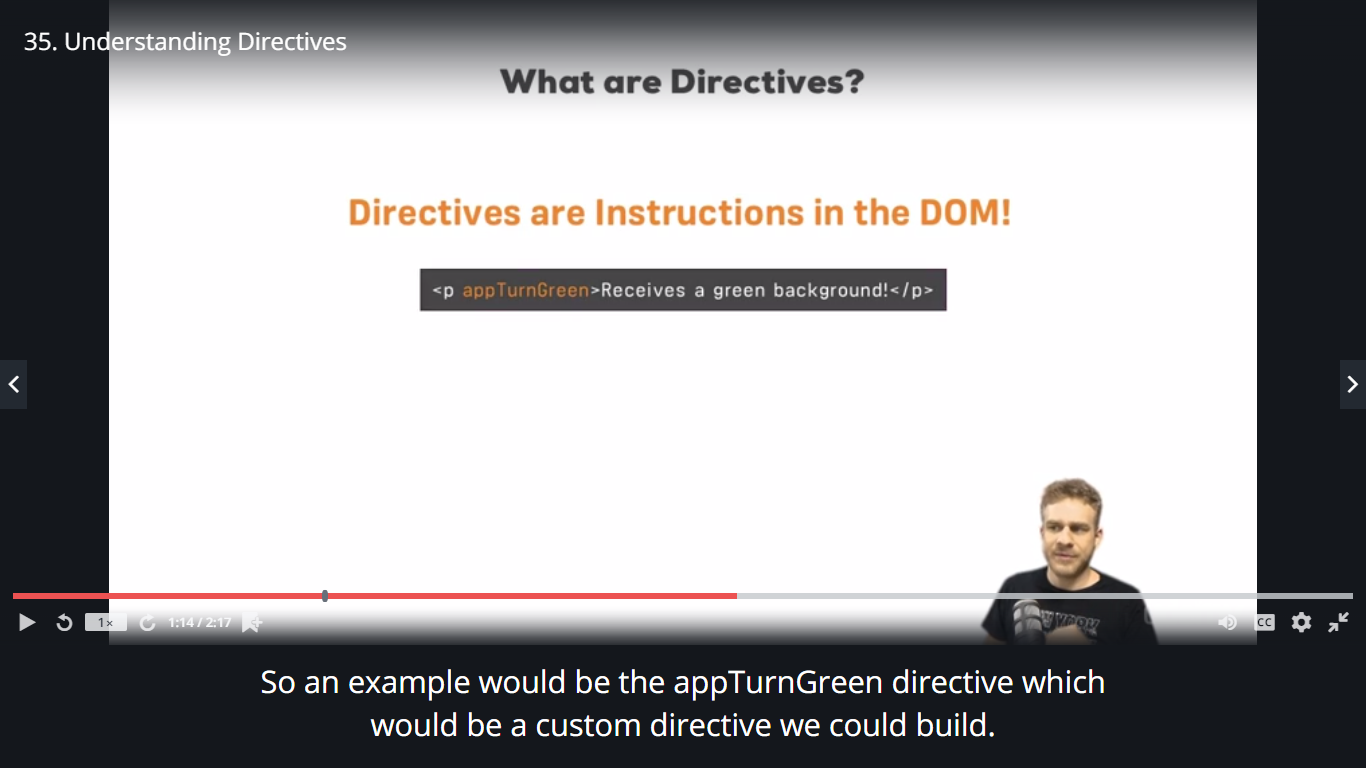 35. Understanding Directives
What are Directives?
Directives are Instructions in the DOM!
<p appTurnGreen>Receives a green background!</p>
1x
1:14 / 2:17
CC
So an example would be the appTurnGreen directive which
would be a custom directive we could build.